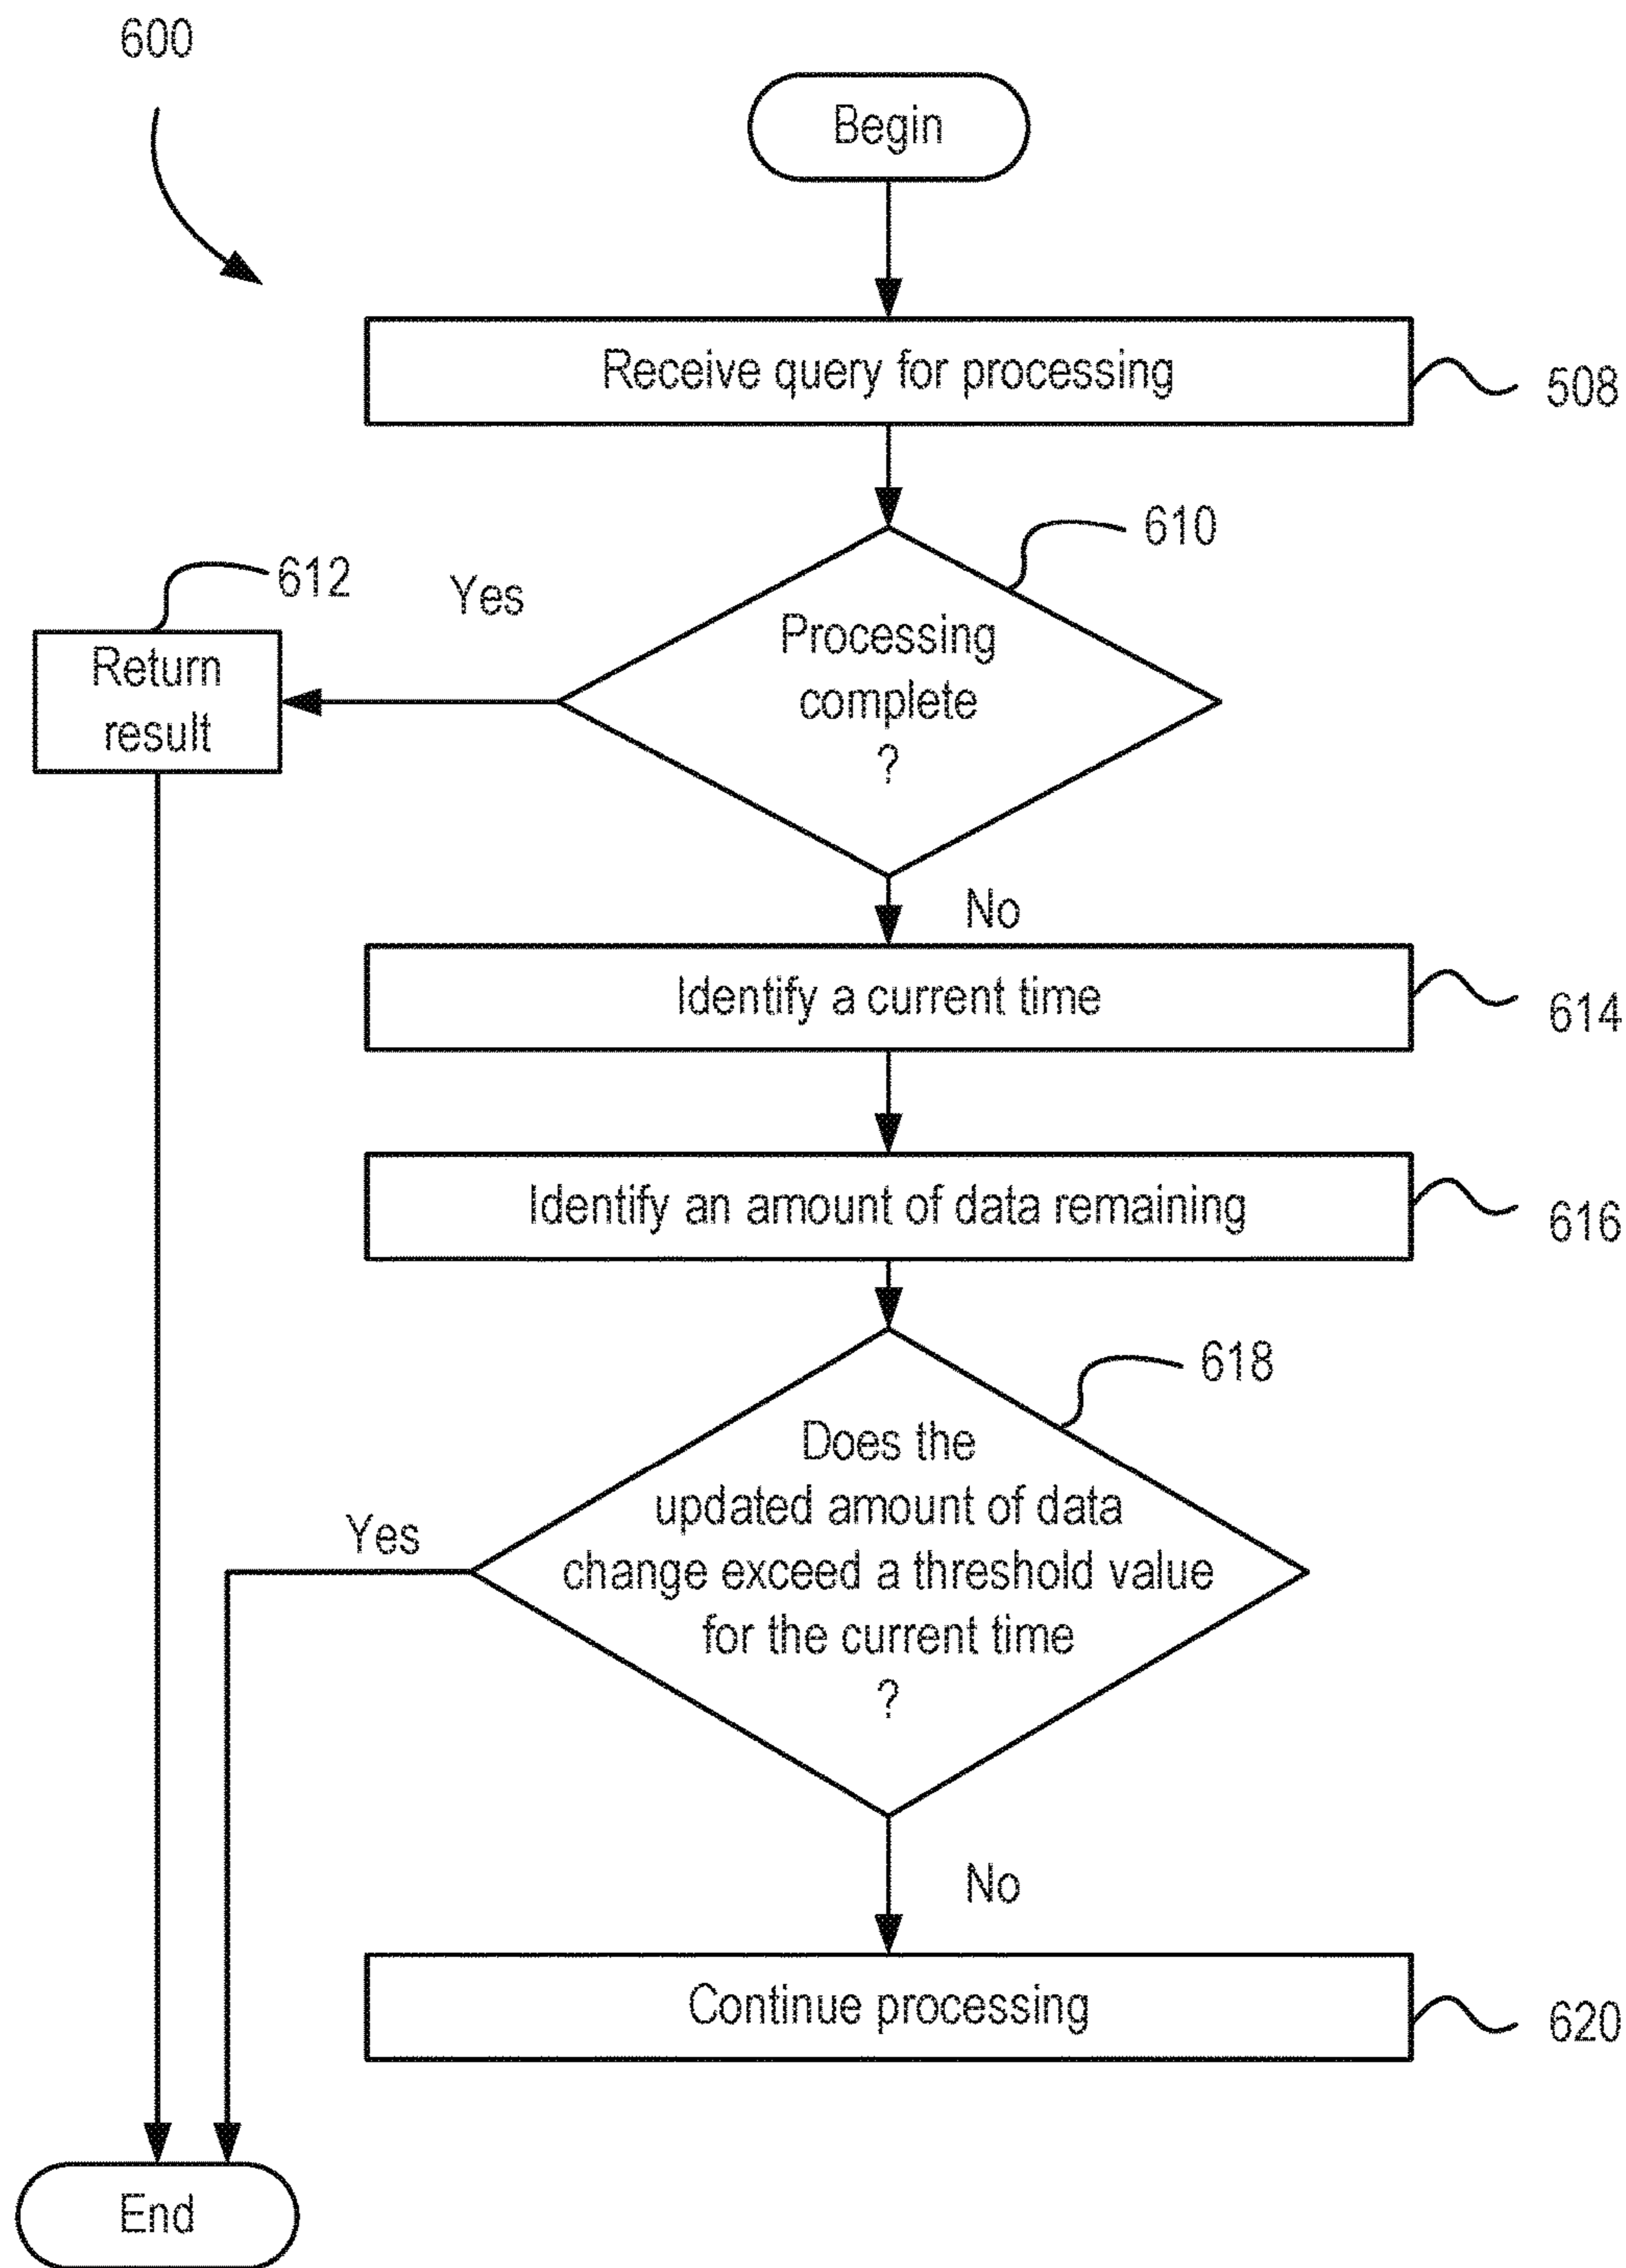 600
Begin
Receive query for processing
508
610
612
Yes
Processing
complete
?
Return
result
No
Identify a current time
614
Identify an amount of data remaining
616
618
Does the
updated amount of data
change exceed a threshold value
for the current time
?
Yes
No
Continue processing
620
End